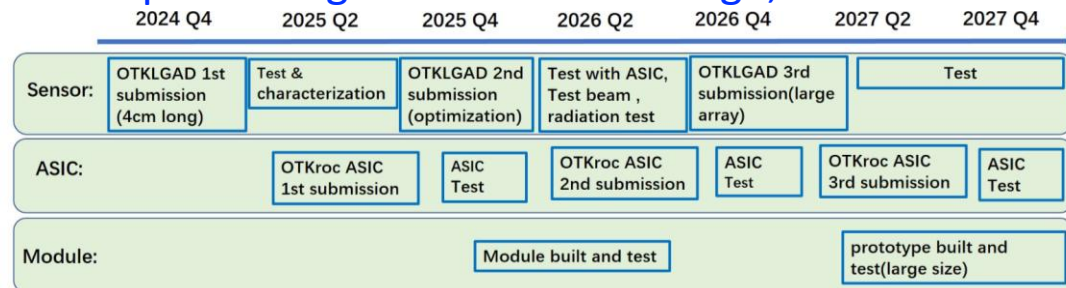 2024 Q4 2025 Q2 2025 Q4 2026 Q2 2026 Q4 2027 Q2 2027 Q4
Sensor:
OTKLGAD 1st
submission
(4cm long)
Test &
characterization
OTKLGAD 2nd
submission
(optimization)
Test with ASIC,
Test beam ,
radiation test
OTKLGAD 3rd
submission(large
array)
Test
ASIC:
OTKroc ASIC
1st submission
ASIC
Test
OTKroc ASIC
2nd submission
ASIC
Test
OTKroc ASIC
3rd submission
ASIC
Test
Module:
Module built and test
prototype built and
test(large size)